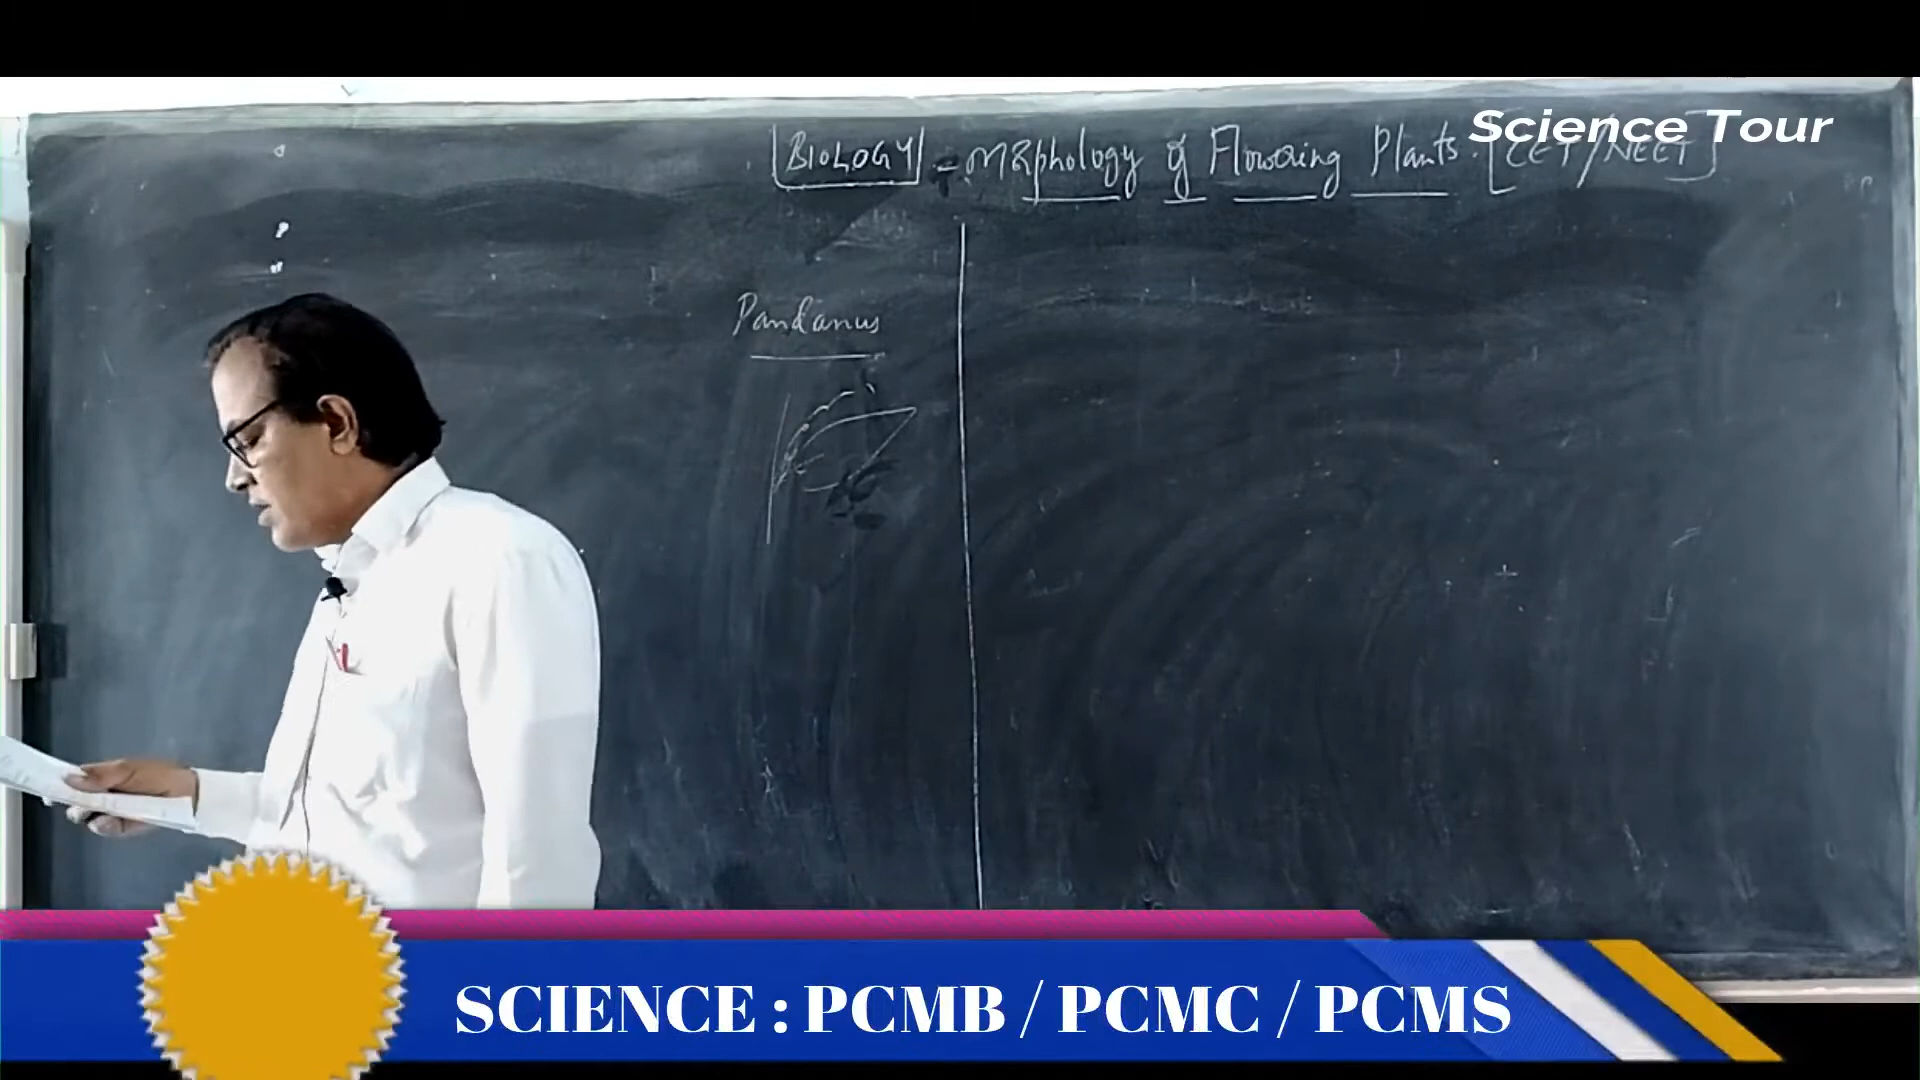 Science Tour
BIOLOGY - Morphology of Flowering Plants. [CET/NEET]
Pandanus
SCIENCE : PCMB / PCMC / PCMS